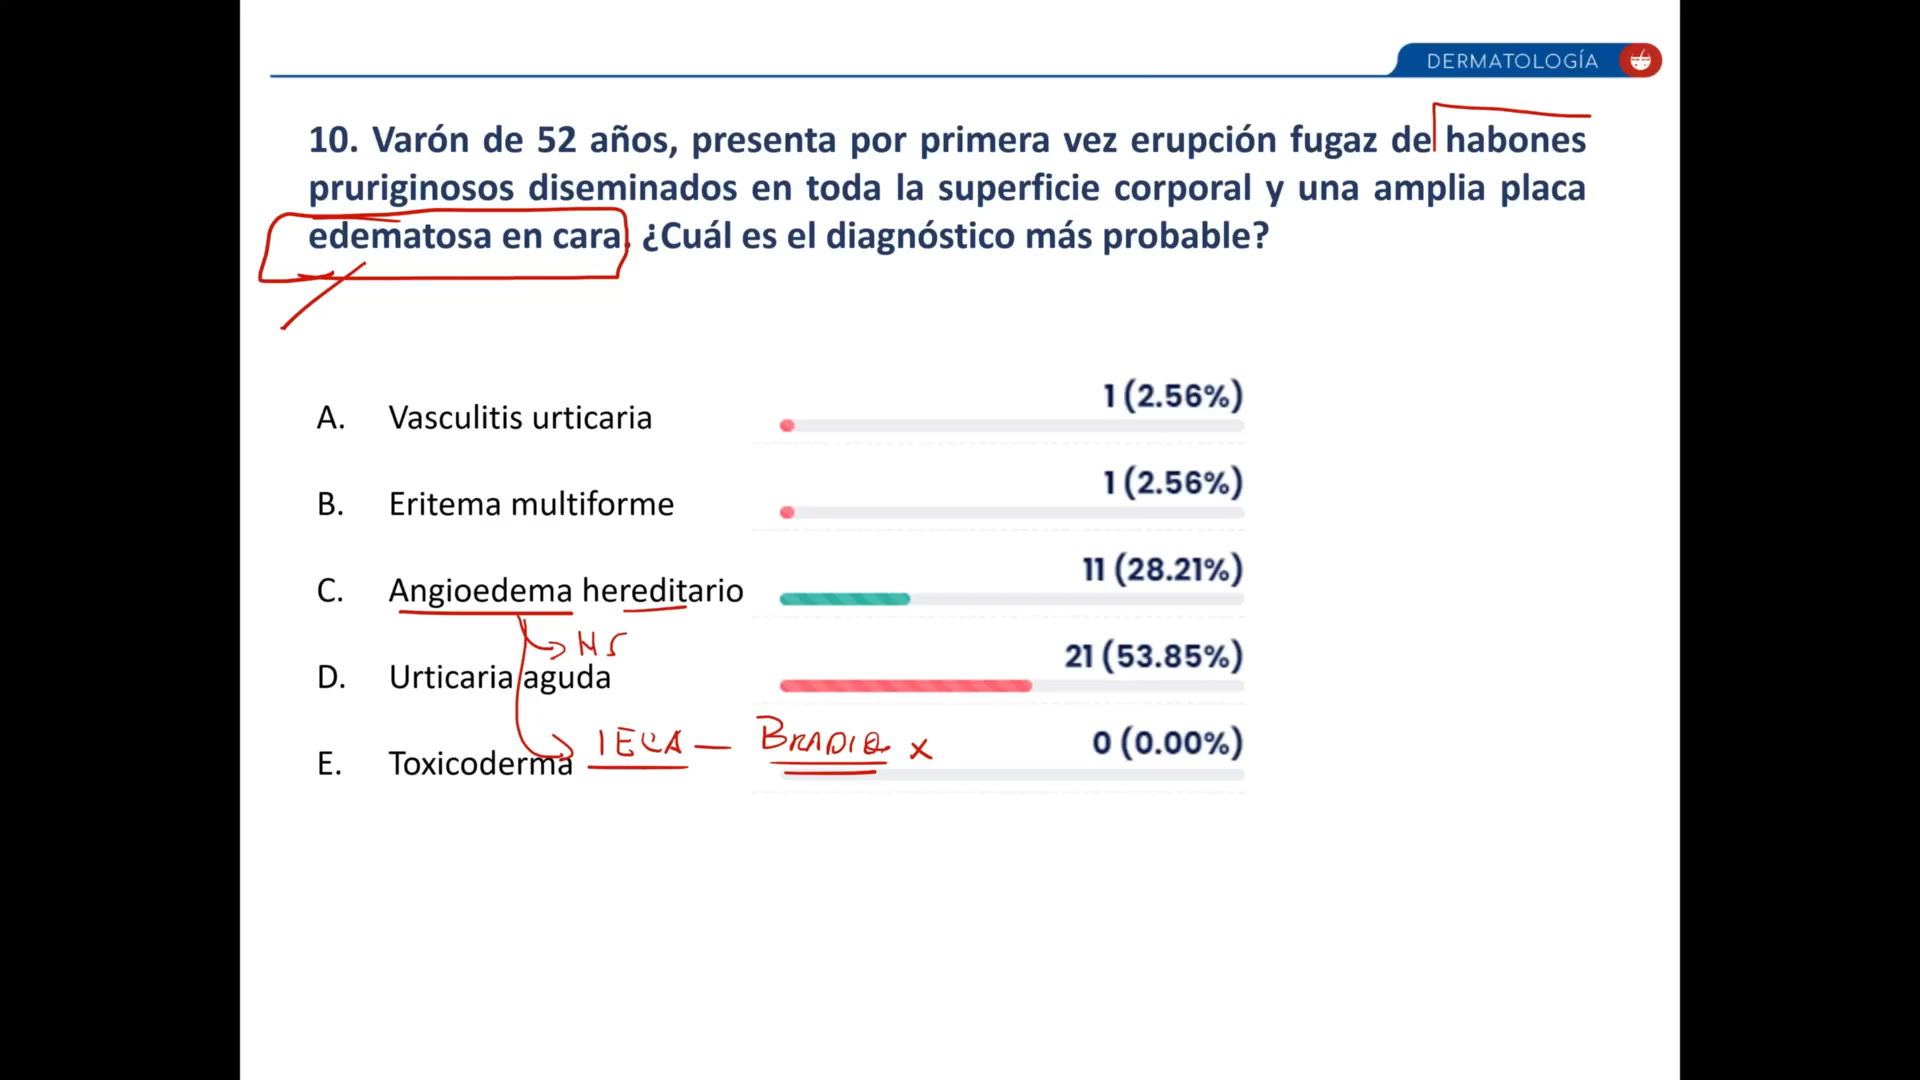 DERMATOLOGÍA
10. Varón de 52 años, presenta por primera vez erupción fugaz de habones
pruriginosos diseminados en toda la superficie corporal y una amplia placa
edematosa en cara. ¿Cuál es el diagnóstico más probable?
A. Vasculitis urticaria
1 (2.56%)
B. Eritema multiforme
1 (2.56%)
C. Angioedema hereditario
11 (28.21%)
D. Urticaria aguda
21 (53.85%)
IECA — BRADIQ x
E. Toxicoderma
0 (0.00%)